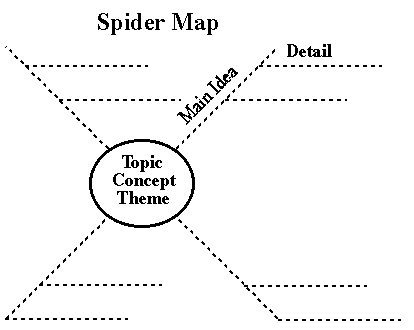 Spider Map
Detail
Main Idea
Topic
Concept
Theme